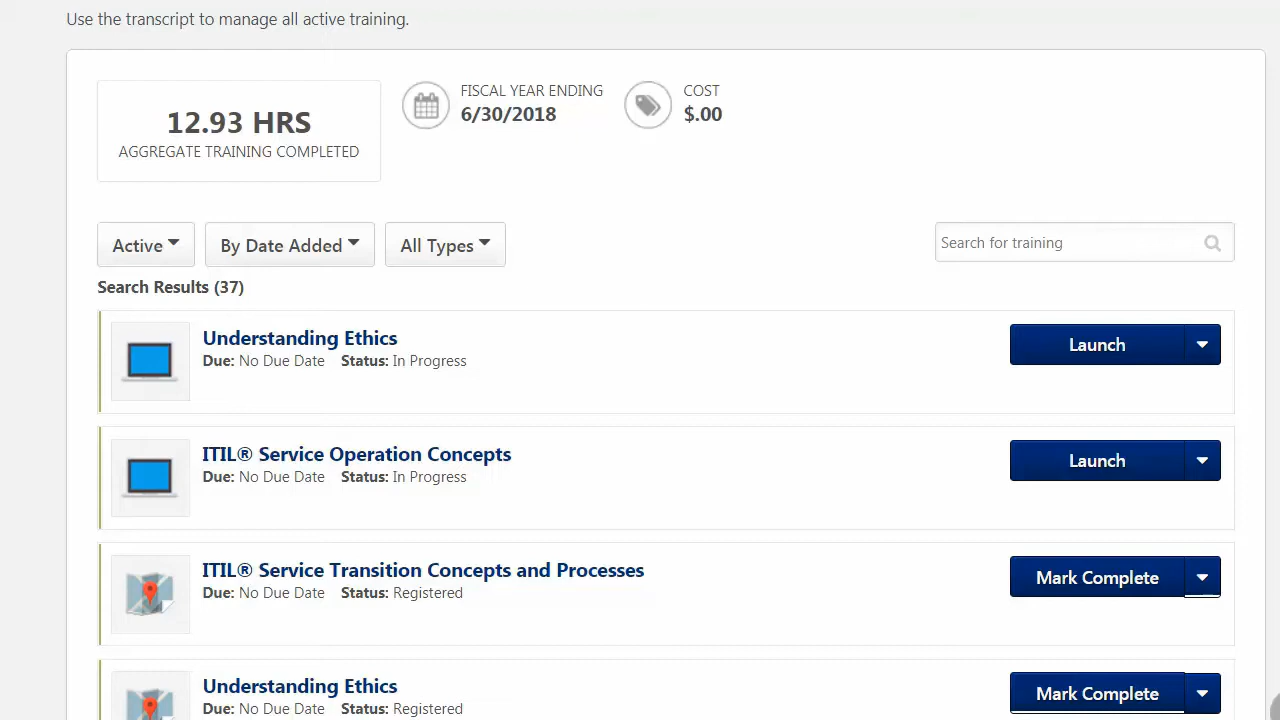 Use the transcript to manage all active training.
12.93 HRS
AGGREGATE TRAINING COMPLETED
FISCAL YEAR ENDING
6/30/2018
COST
$.00
Active
By Date Added
All Types
Search for training
Search Results (37)
Understanding Ethics
Due: No Due Date Status: In Progress
Launch
ITIL® Service Operation Concepts
Due: No Due Date Status: In Progress
Launch
ITIL® Service Transition Concepts and Processes
Due: No Due Date Status: Registered
Mark Complete
Understanding Ethics
Due: No Due Date Status: Registered
Mark Complete